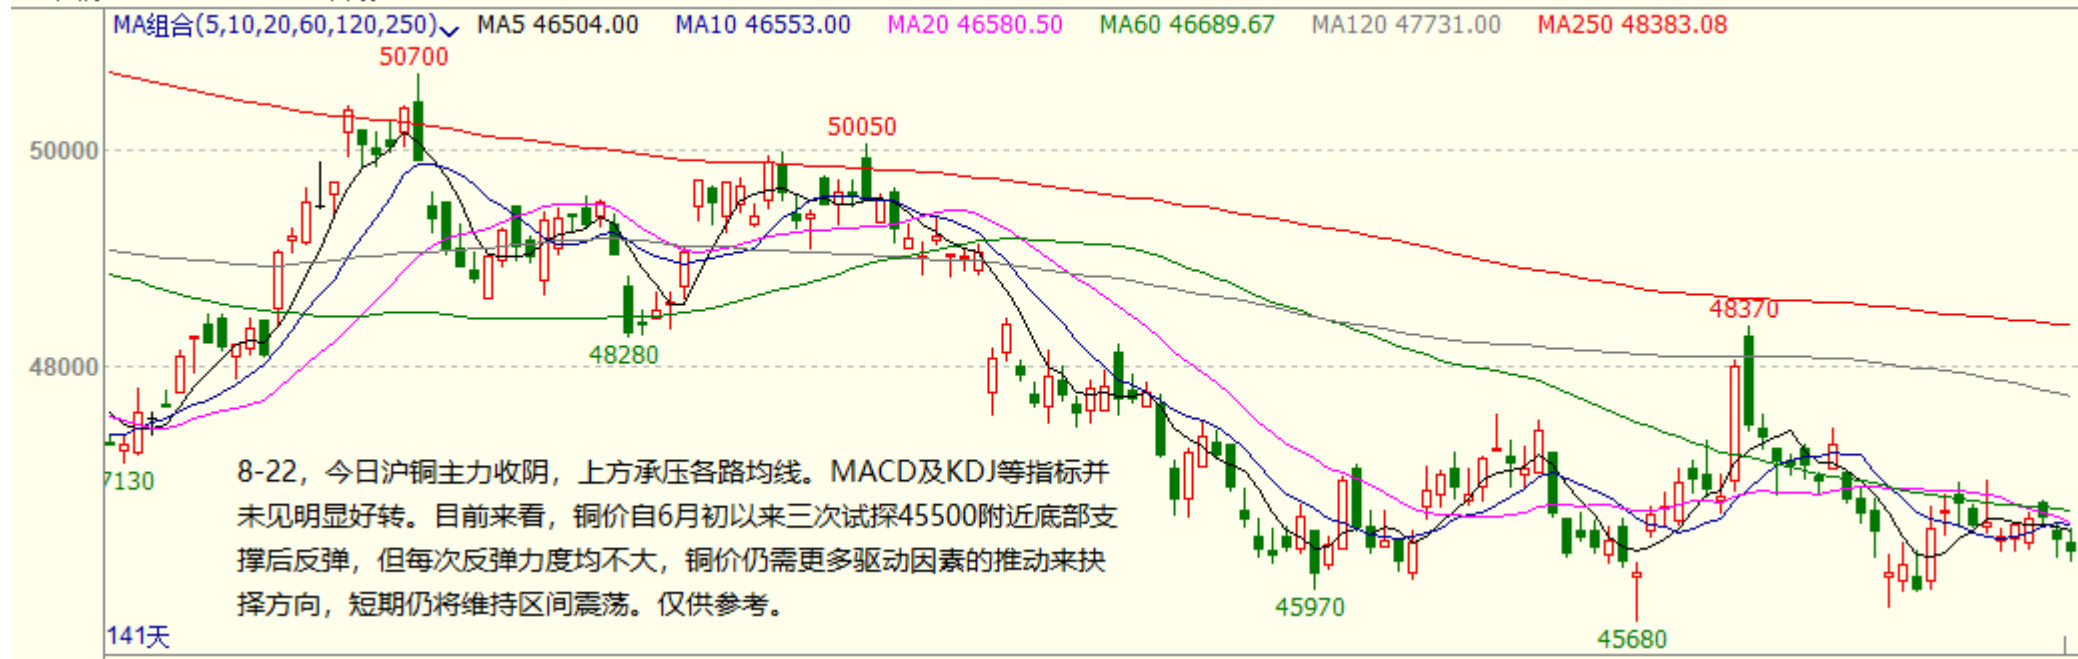 MA组合(5,10,20,60,120,250) MA5 46504.00 MA10 46553.00 MA20 46580.50 MA60 46689.67 MA120 47731.00 MA250 48383.08
50700
50050
50000
48370
48280
48000
7130
8-22，今日沪铜主力收阴，上方承压各路均线。MACD及KDJ等指标并
未见明显好转。目前来看，铜价自6月初以来三次试探45500附近底部支
撑后反弹，但每次反弹力度均不大，铜价仍需更多驱动因素的推动来抉
择方向，短期仍将维持区间震荡。仅供参考。
45970
45680
141天